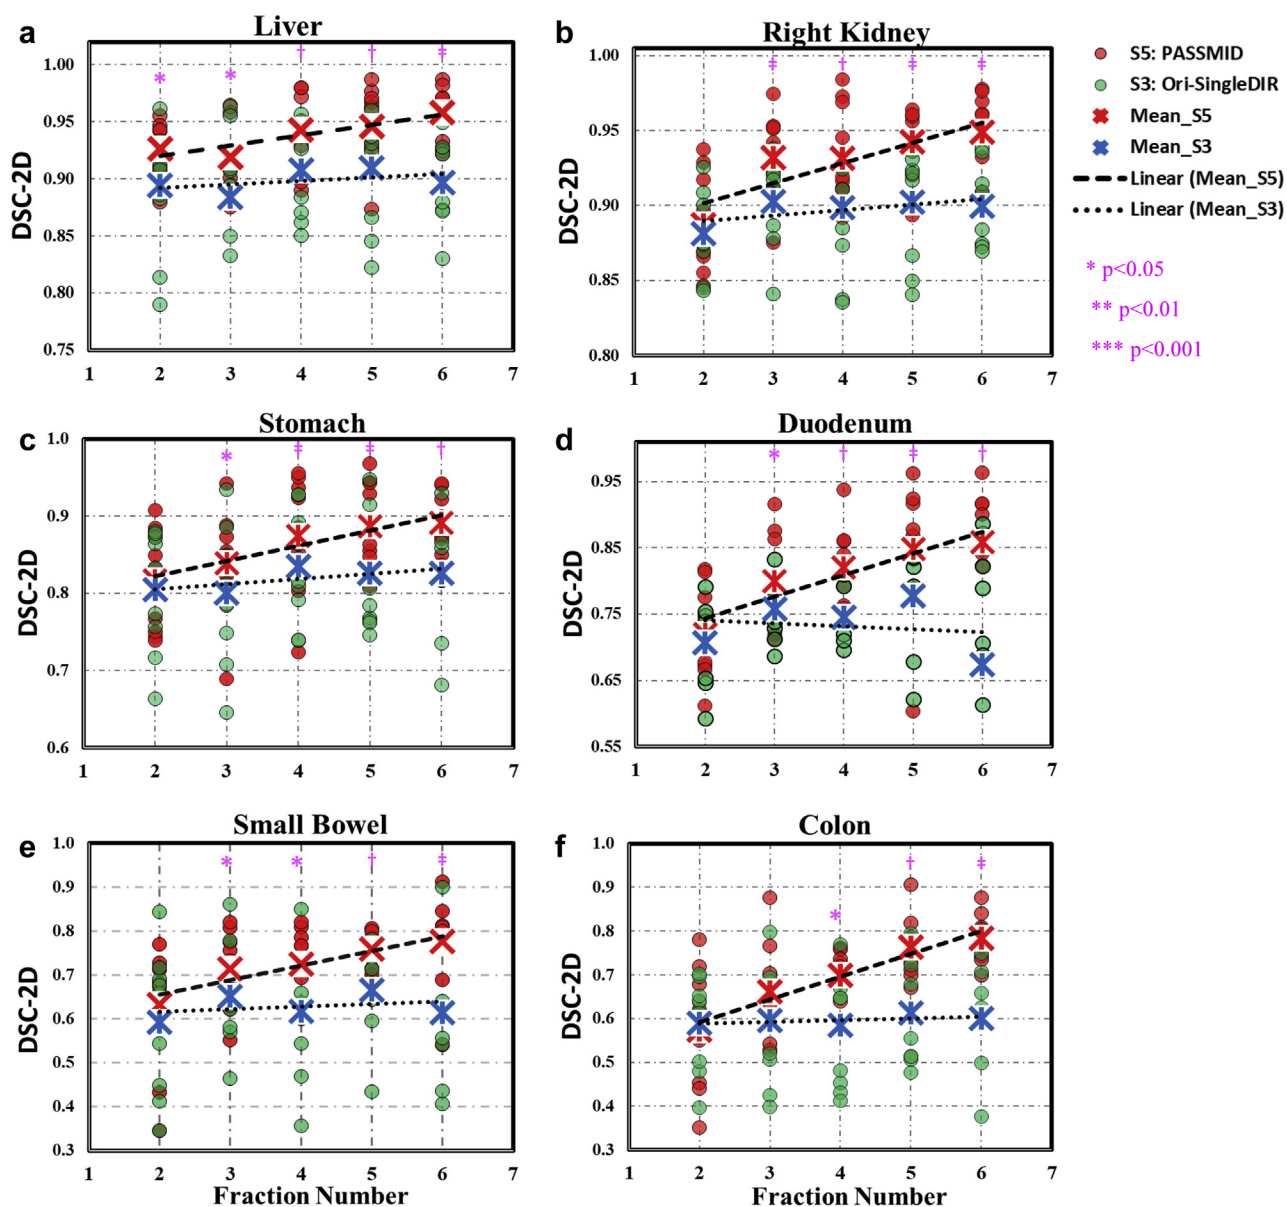 a
Liver
* * † † ‡
1.00
0.95
0.90
0.85
0.80
0.75
DSC-2D
1 2 3 4 5 6 7
b
Right Kidney
‡ † ‡ ‡
1.00
0.95
0.90
0.85
0.80
DSC-2D
1 2 3 4 5 6 7
S5: PASSMID
S3: Ori-SingleDIR
Mean_S5
Mean_S3
Linear (Mean_S5)
Linear (Mean_S3)
* p<0.05
** p<0.01
*** p<0.001
c
Stomach
* ‡ ‡ †
1.0
0.9
0.8
0.7
0.6
DSC-2D
1 2 3 4 5 6 7
d
Duodenum
* † ‡ †
0.95
0.85
0.75
0.65
0.55
DSC-2D
1 2 3 4 5 6 7
e
Small Bowel
* * † ‡
1.0
0.9
0.8
0.7
0.6
0.5
0.4
0.3
DSC-2D
1 2 3 4 5 6 7
Fraction Number
f
Colon
* † ‡
1.0
0.9
0.8
0.7
0.6
0.5
0.4
0.3
DSC-2D
1 2 3 4 5 6 7
Fraction Number